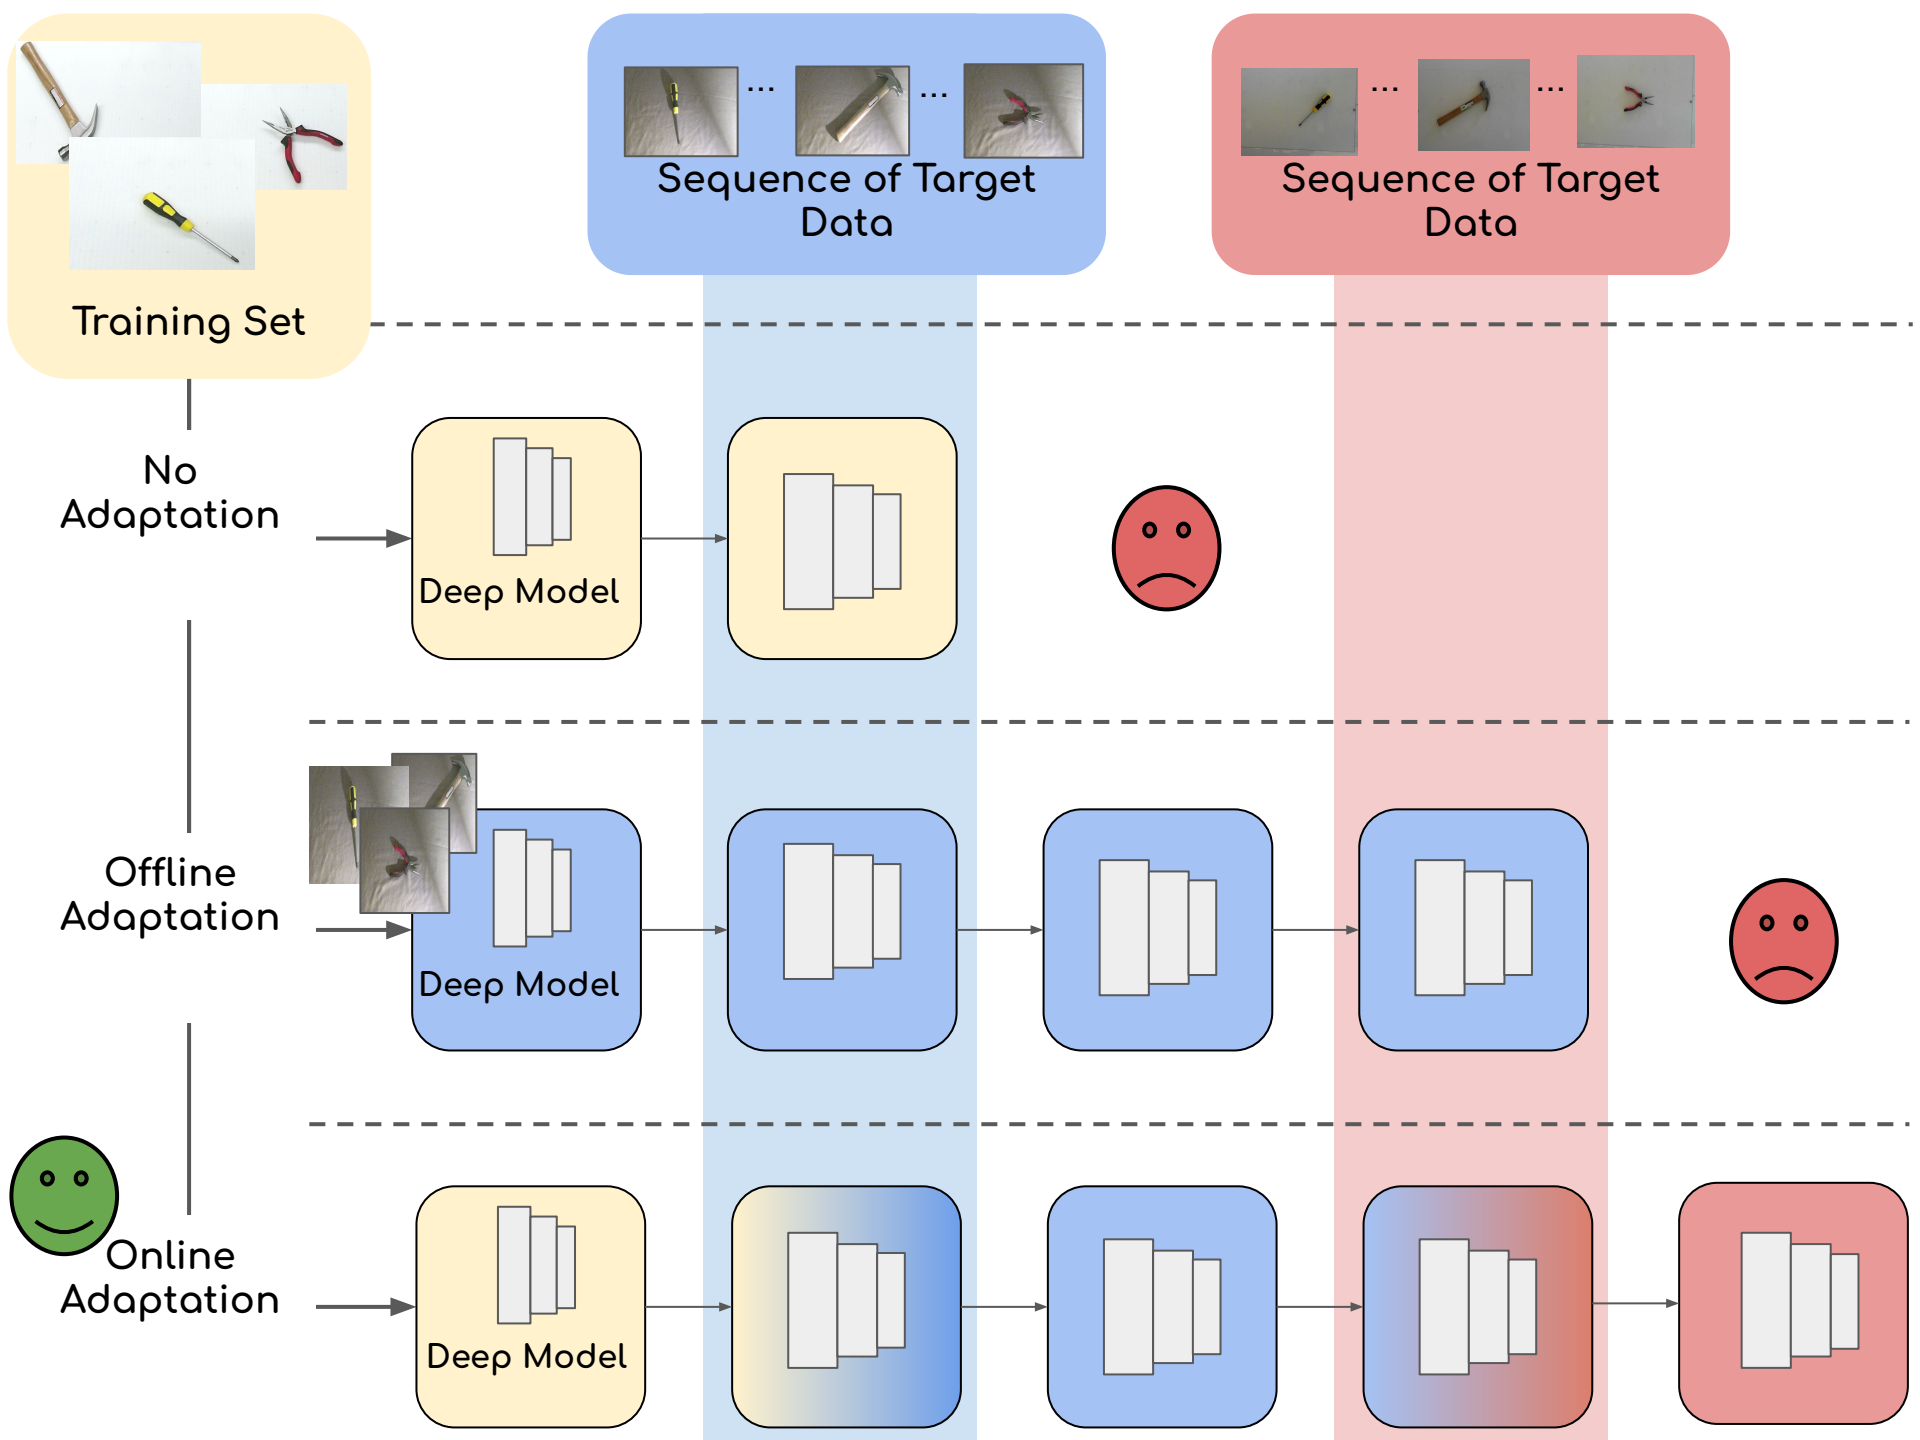 ...
...
...
...
Sequence of Target
Data
Sequence of Target
Data
Training Set
No
Adaptation
Deep Model
Offline
Adaptation
Deep Model
Online
Adaptation
Deep Model